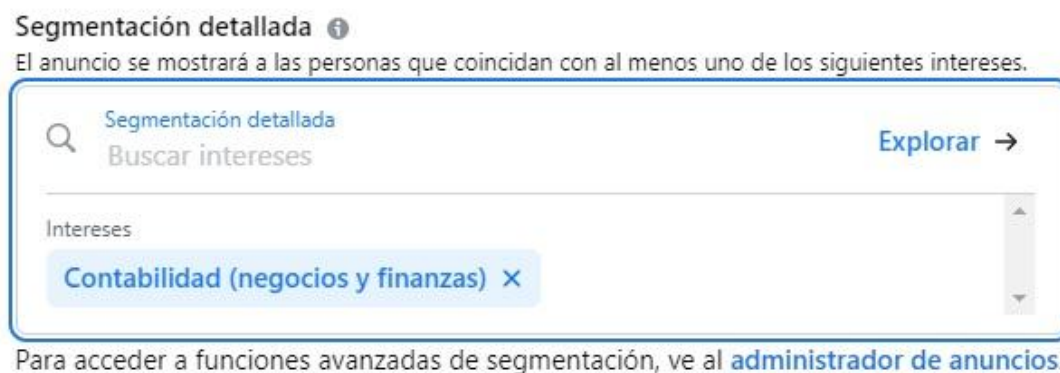 Segmentación detallada
El anuncio se mostrará a las personas que coincidan con al menos uno de los siguientes intereses.
Segmentación detallada
Buscar intereses
Explorar →
Intereses
Contabilidad (negocios y finanzas) ×
Para acceder a funciones avanzadas de segmentación, ve al administrador de anuncios